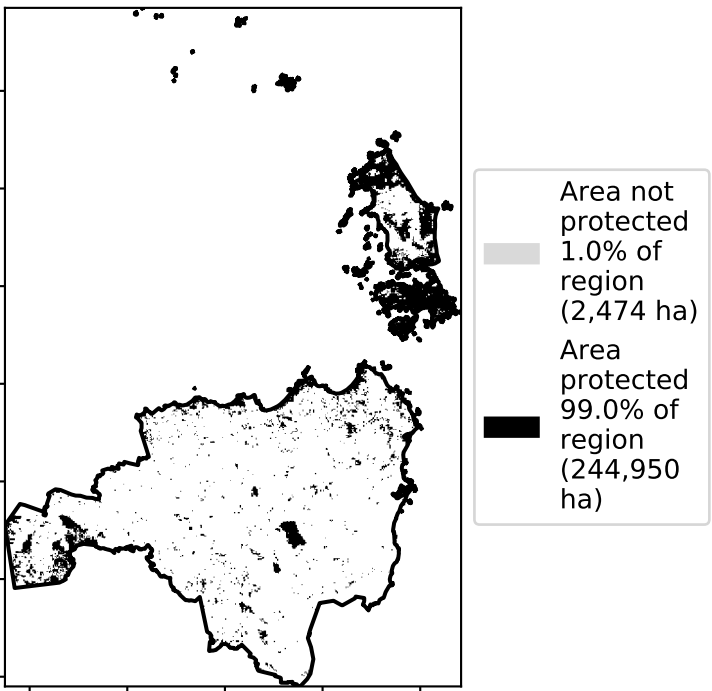 Area not
protected
1.0% of
region
(2,474 ha)
Area
protected
99.0% of
region
(244,950
ha)